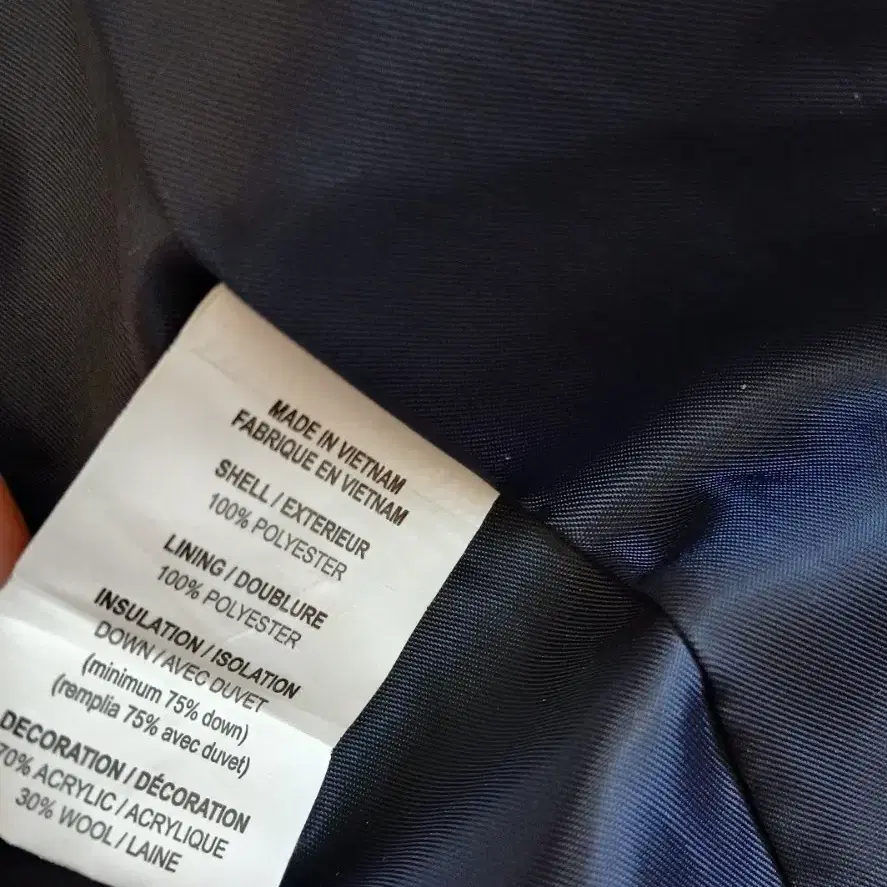 MADE IN VIETNAM
FABRIQUE EN VIETNAM
SHELL / EXTERIEUR
100% POLYESTER
LINING / DOUBLURE
100% POLYESTER
INSULATION / ISOLATION
DOWN / AVEC DUVET
(minimum 75% down)
(remplia 75% avec duvet)
DECORATION / DÉCORATION
70% ACRYLIC / ACRYLIQUE
30% WOOL / LAINE